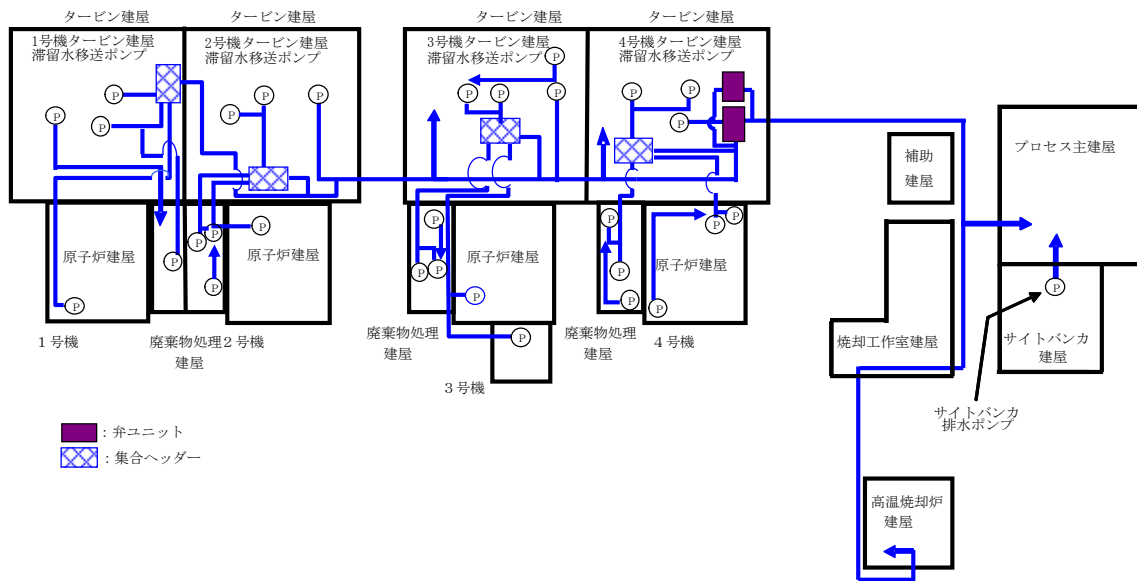 タービン建屋
タービン建屋
タービン建屋
タービン建屋
1号機タービン建屋
滞留水移送ポンプ
2号機タービン建屋
滞留水移送ポンプ
3号機タービン建屋
滞留水移送ポンプ
4号機タービン建屋
滞留水移送ポンプ
P
P
P
P
P
P
P
P
P
P
P
P
P
P
補助
建屋
プロセス主建屋
原子炉建屋
P
P
P
P
P
P
原子炉建屋
P
P
P
原子炉建屋
P
P
P
P
P
原子炉建屋
P
P
P
P
1号機
廃棄物処理
建屋
2号機
廃棄物処理
建屋
3号機
廃棄物処理
建屋
4号機
焼却工作室建屋
サイトバンカ
建屋
サイトバンカ
排水ポンプ
：弁ユニット
：集合ヘッダー
高温焼却炉
建屋